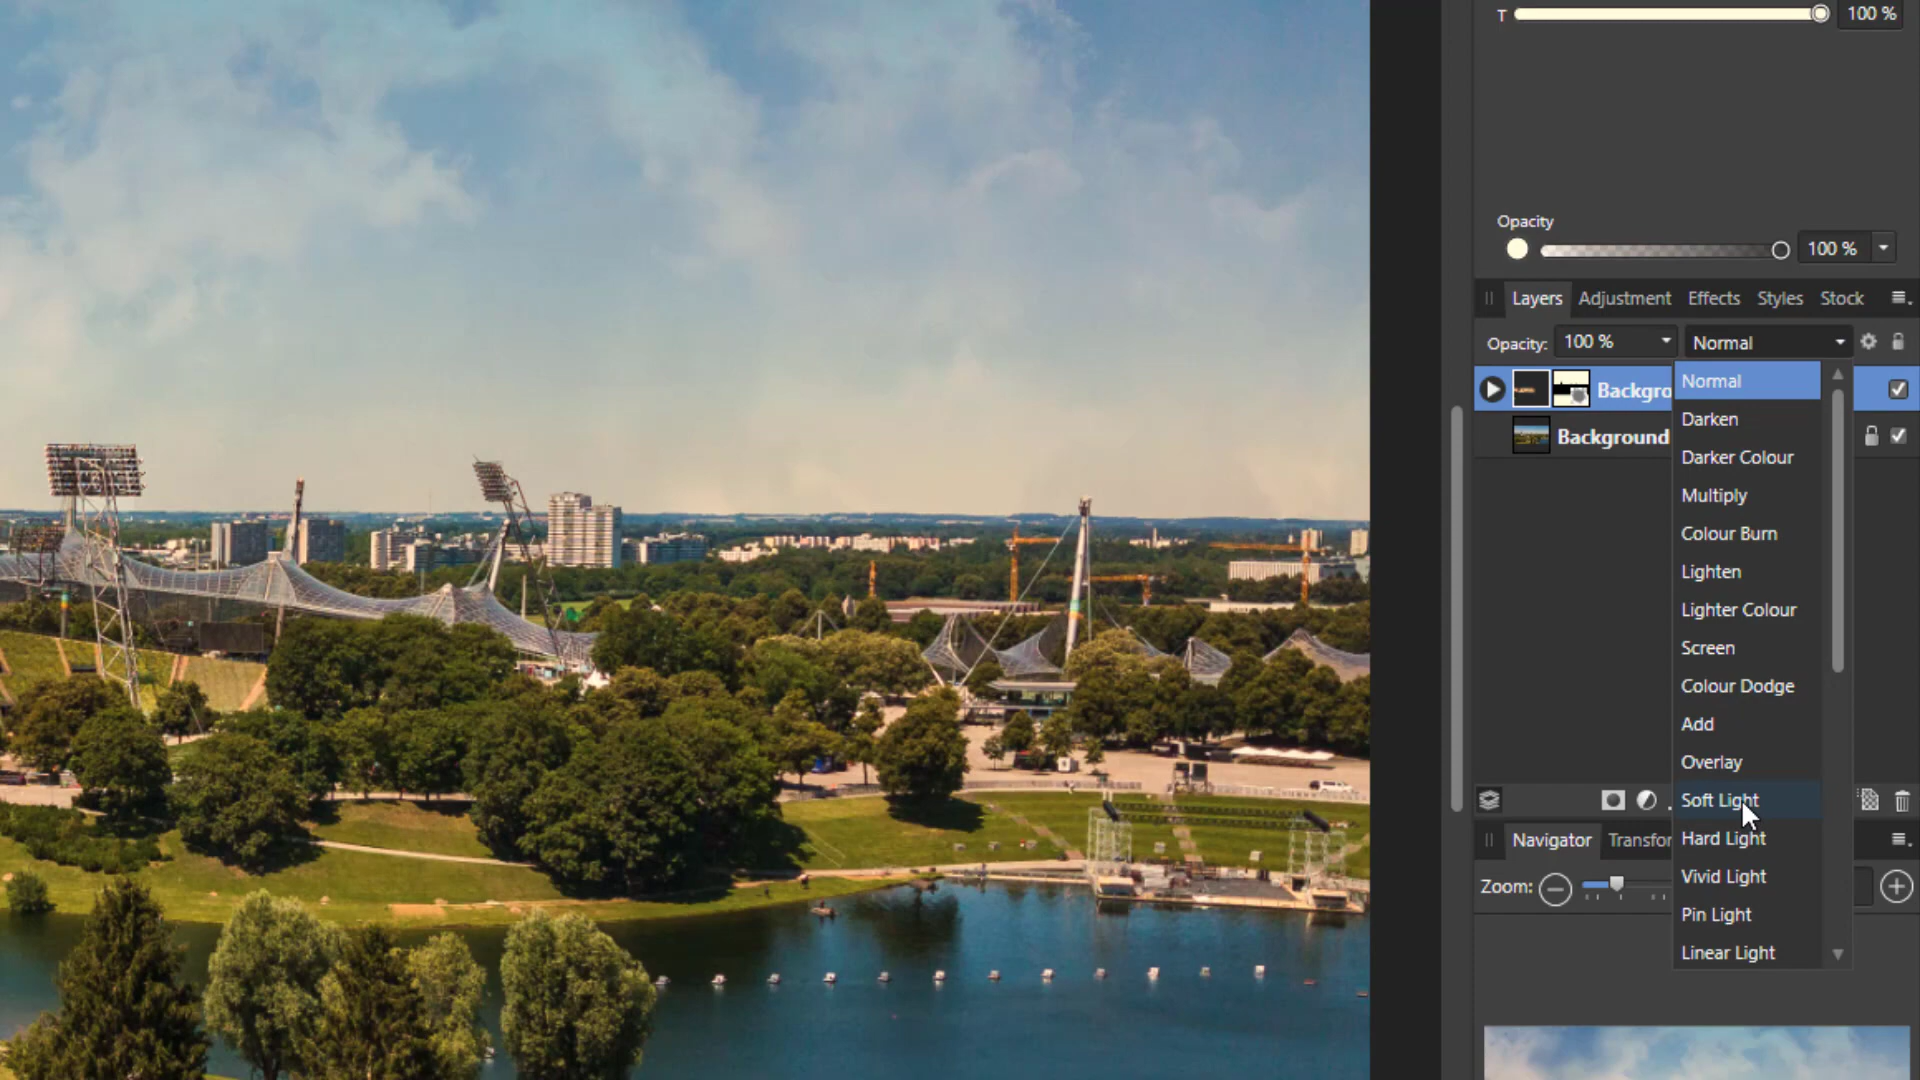 T 100 %
Opacity
100 %
Layers Adjustment Effects Styles Stock
Opacity: 100 % Normal
Backgro
Background
Normal
Darken
Darker Colour
Multiply
Colour Burn
Lighten
Lighter Colour
Screen
Colour Dodge
Add
Overlay
Soft Light
Hard Light
Vivid Light
Pin Light
Linear Light
Navigator Transfor
Zoom: